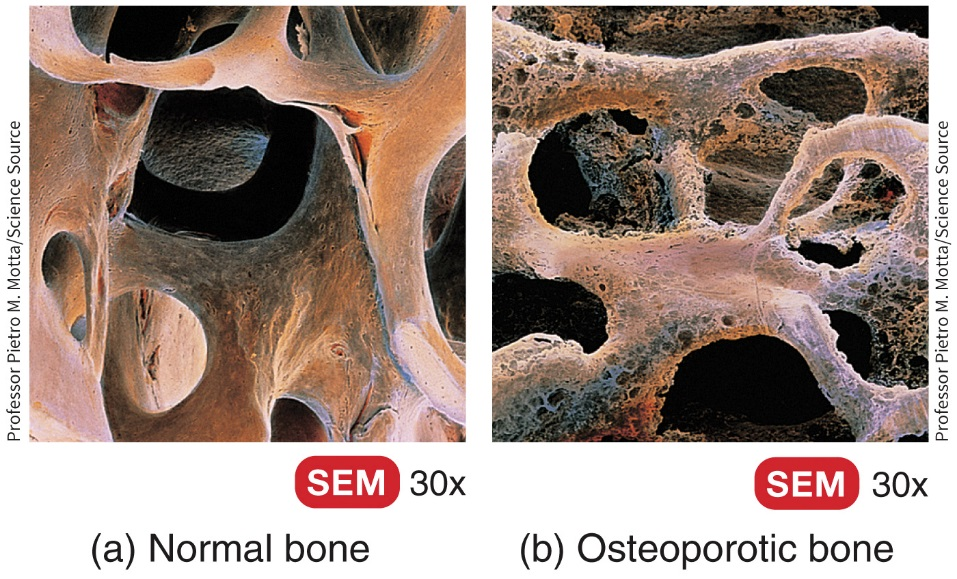 Professor Pietro M. Motta/Science Source
Professor Pietro M. Motta/Science Source
SEM 30x
SEM 30x
(a) Normal bone
(b) Osteoporotic bone